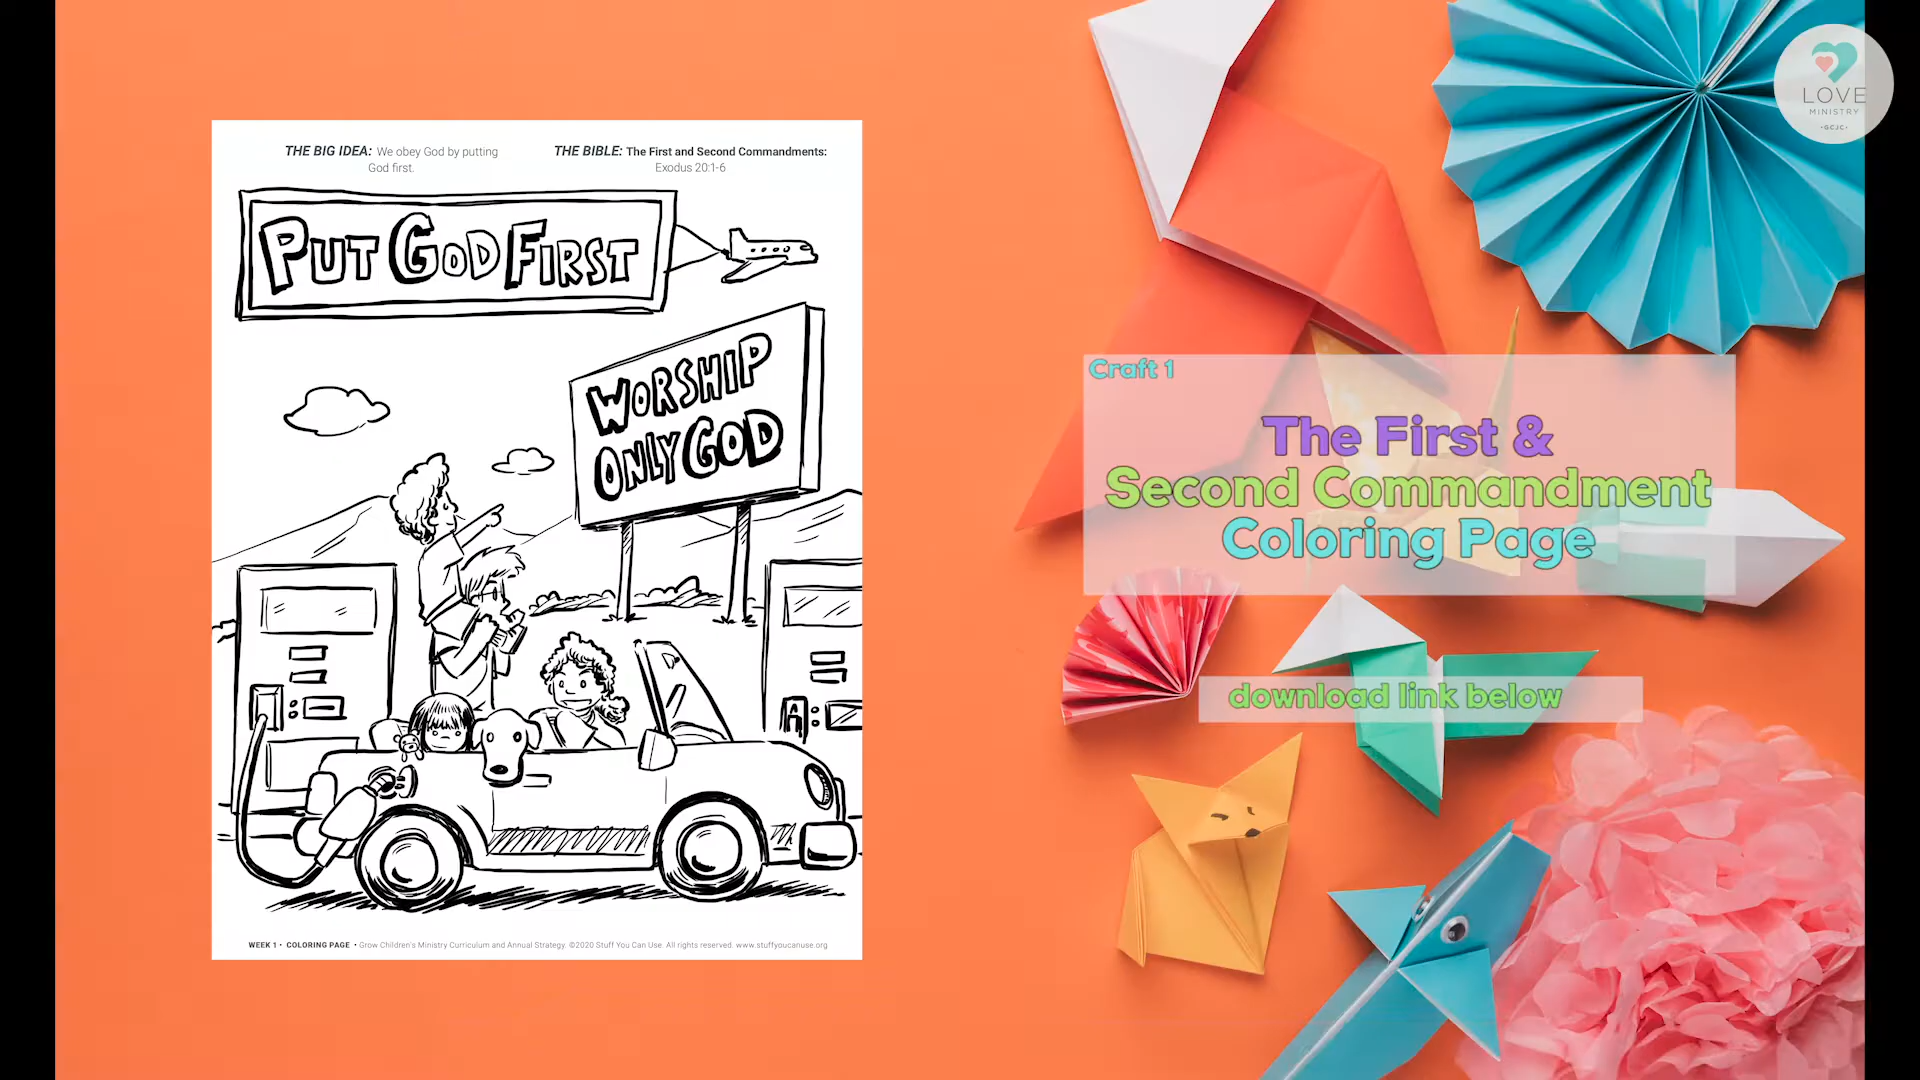 THE BIG IDEA: We obey God by putting
God first.
THE BIBLE: The First and Second Commandments:
Exodus 20:1-6
PUT GOD FIRST
WORSHIP
ONLY GOD
WEEK 1 • COLORING PAGE • Grow Children's Ministry Curriculum and Annual Strategy. ©2020 Stuff You Can Use. All rights reserved. www.stuffyoucanuse.org
LOVE
MINISTRY
•GCJC•
Craft 1
The First &
Second Commandment
Coloring Page
download link below